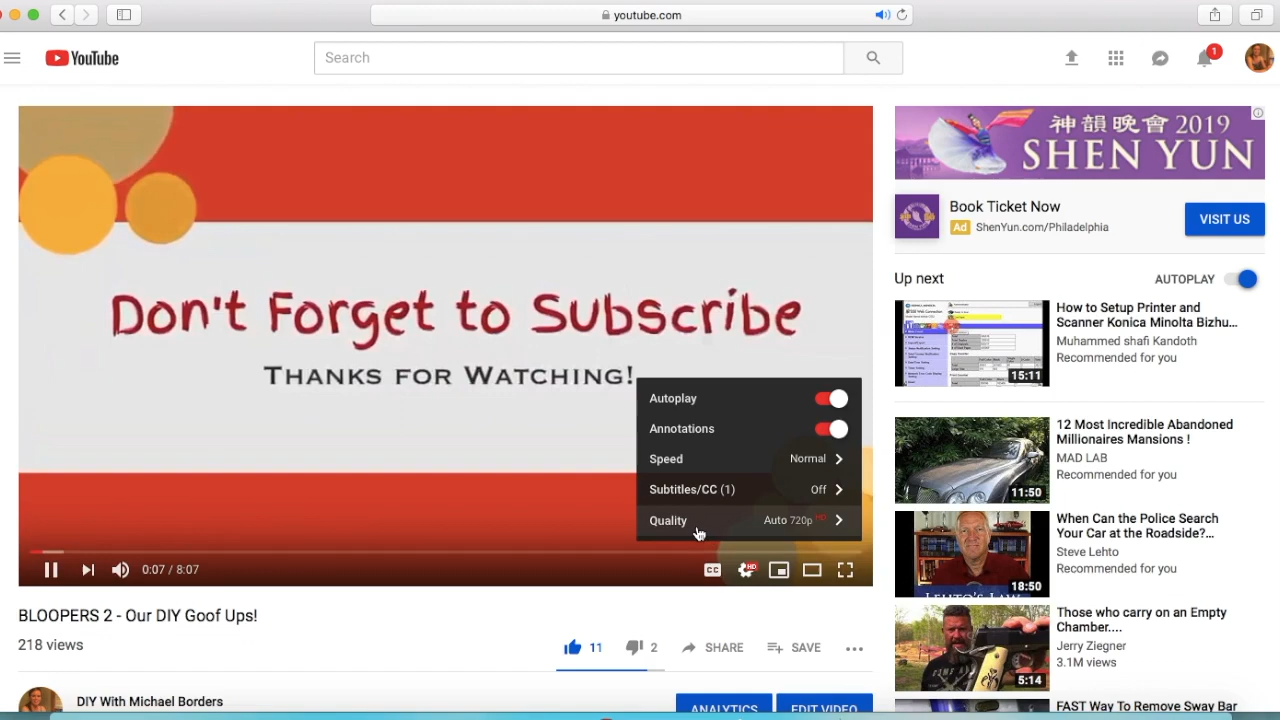 youtube.com
YouTube
Search
1
神韻晚會 2019
SHEN YUN
Book Ticket Now
Ad ShenYun.com/Philadelphia
VISIT US
Don't Forget to Subscribe
THANKS FOR WATCHING!
Autoplay
Annotations
Speed Normal
Subtitles/CC (1) Off
Quality Auto 720p HD
0:07 / 8:07
CC
HD
BLOOPERS 2 - Our DIY Goof Ups!
218 views
11
2
SHARE
SAVE
DIY With Michael Borders
ANALYTICS
EDIT VIDEO
Up next
AUTOPLAY
How to Setup Printer and
Scanner Konica Minolta Bizhu...
Muhammed shafi Kandoth
Recommended for you
15:11
12 Most Incredible Abandoned
Millionaires Mansions !
MAD LAB
Recommended for you
11:50
When Can the Police Search
Your Car at the Roadside?...
Steve Lehto
Recommended for you
18:50
LEHTO'S LAW
Those who carry on an Empty
Chamber....
Jerry Ziegner
3.1M views
5:14
FAST Way To Remove Sway Bar